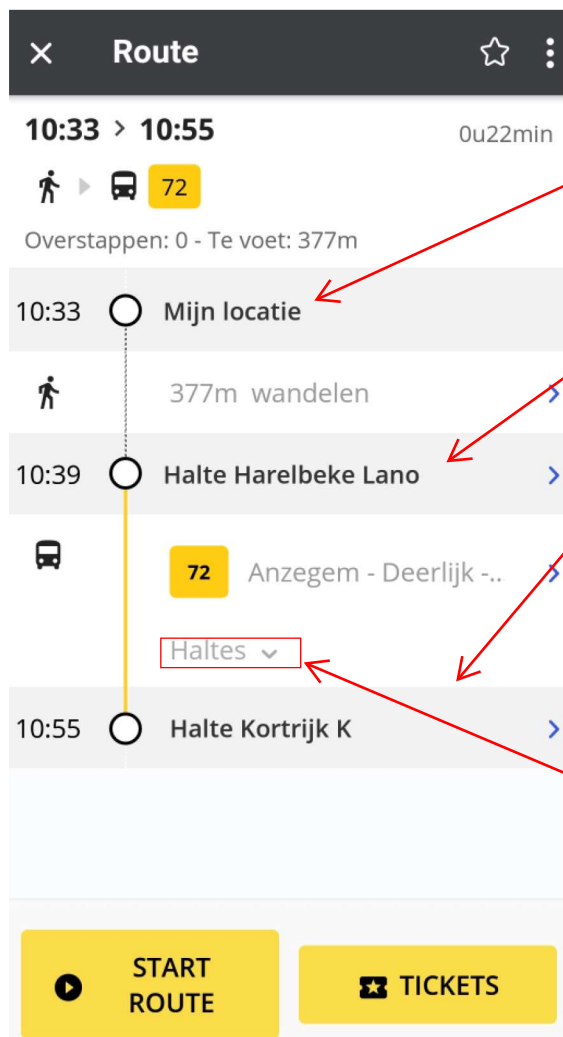 Route
10:33 > 10:55
0u22min
72
Overstappen: 0 - Te voet: 377m
10:33 Mijn locatie
377m wandelen
10:39 Halte Harelbeke Lano
72 Anzegem - Deerlijk -..
Haltes
10:55 Halte Kortrijk K
START
ROUTE
TICKETS